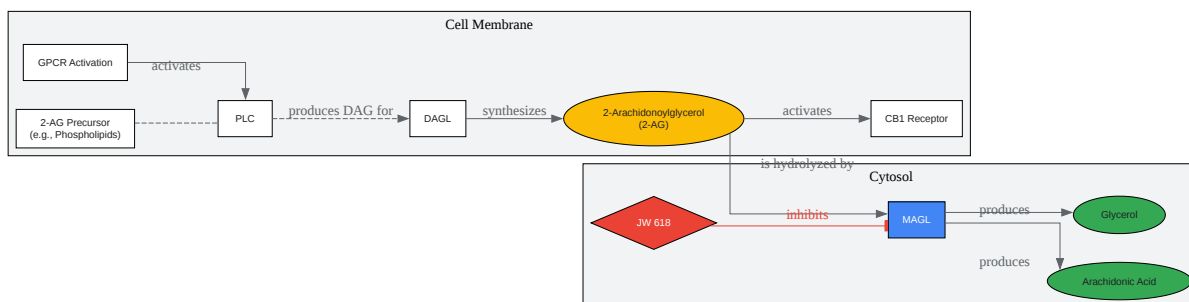 Cell Membrane
GPCR Activation
activates
2-AG Precursor
(e.g., Phospholipids)
PLC
produces DAG for
DAGL
synthesizes
2-Arachidonoylglycerol
(2-AG)
activates
CB1 Receptor
is hydrolyzed by
Cytosol
JW 618
inhibits
MAGL
produces
Glycerol
produces
Arachidonic Acid